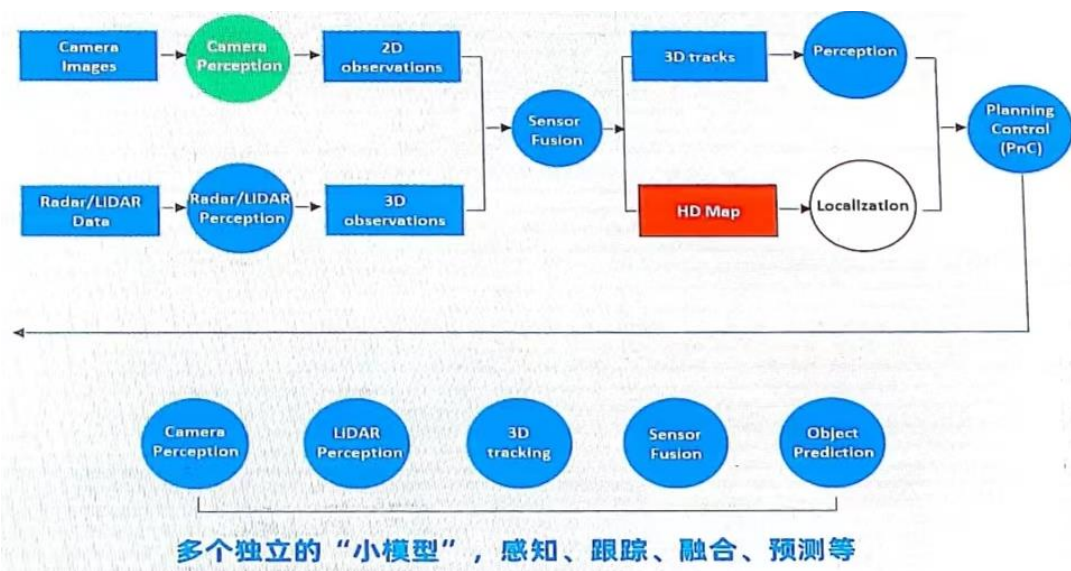 Camera
Images
Camera
Perception
2D
observations
Sensor
Fusion
3D tracks
Perception
Planning
Control
(PnC)
Radar/LiDAR
Data
Radar/LIDAR
Perception
3D
observations
HD Map
Localization
Camera
Perception
LiDAR
Perception
3D
tracking
Sensor
Fusion
Object
Prediction
多个独立的“小模型”，感知、跟踪、融合、预测等